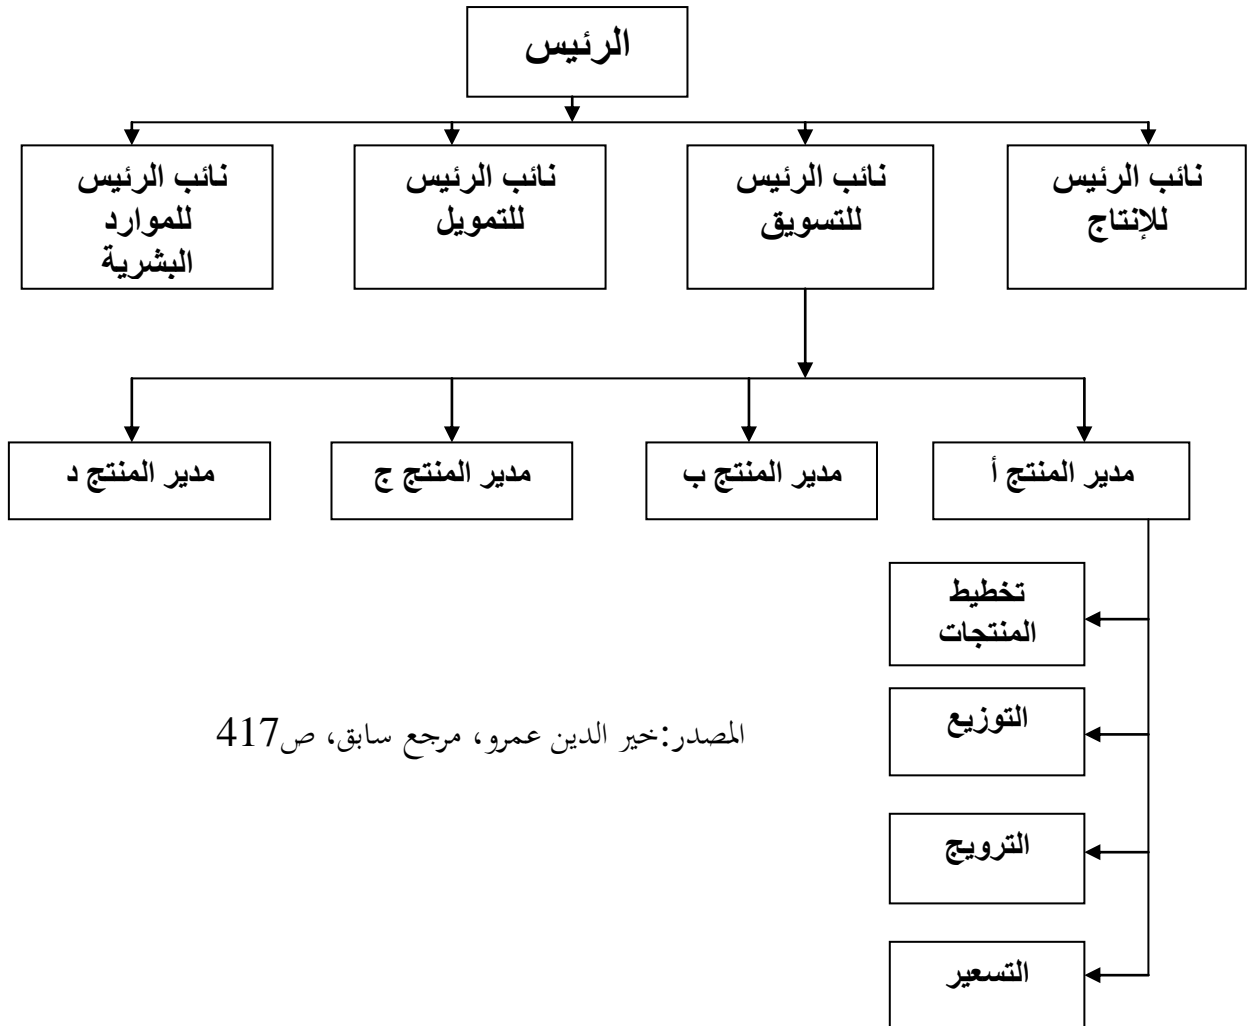 الرئيس
نائب الرئيس
للإنتاج
نائب الرئيس
للتسويق
نائب الرئيس
للتمويل
نائب الرئيس
للموارد
البشرية
مدير المنتج أ
مدير المنتج ب
مدير المنتج ج
مدير المنتج د
تخطيط
المنتجات
التوزيع
المصدر:خير الدين عمرو، مرجع سابق، ص417
الترويج
التسعير